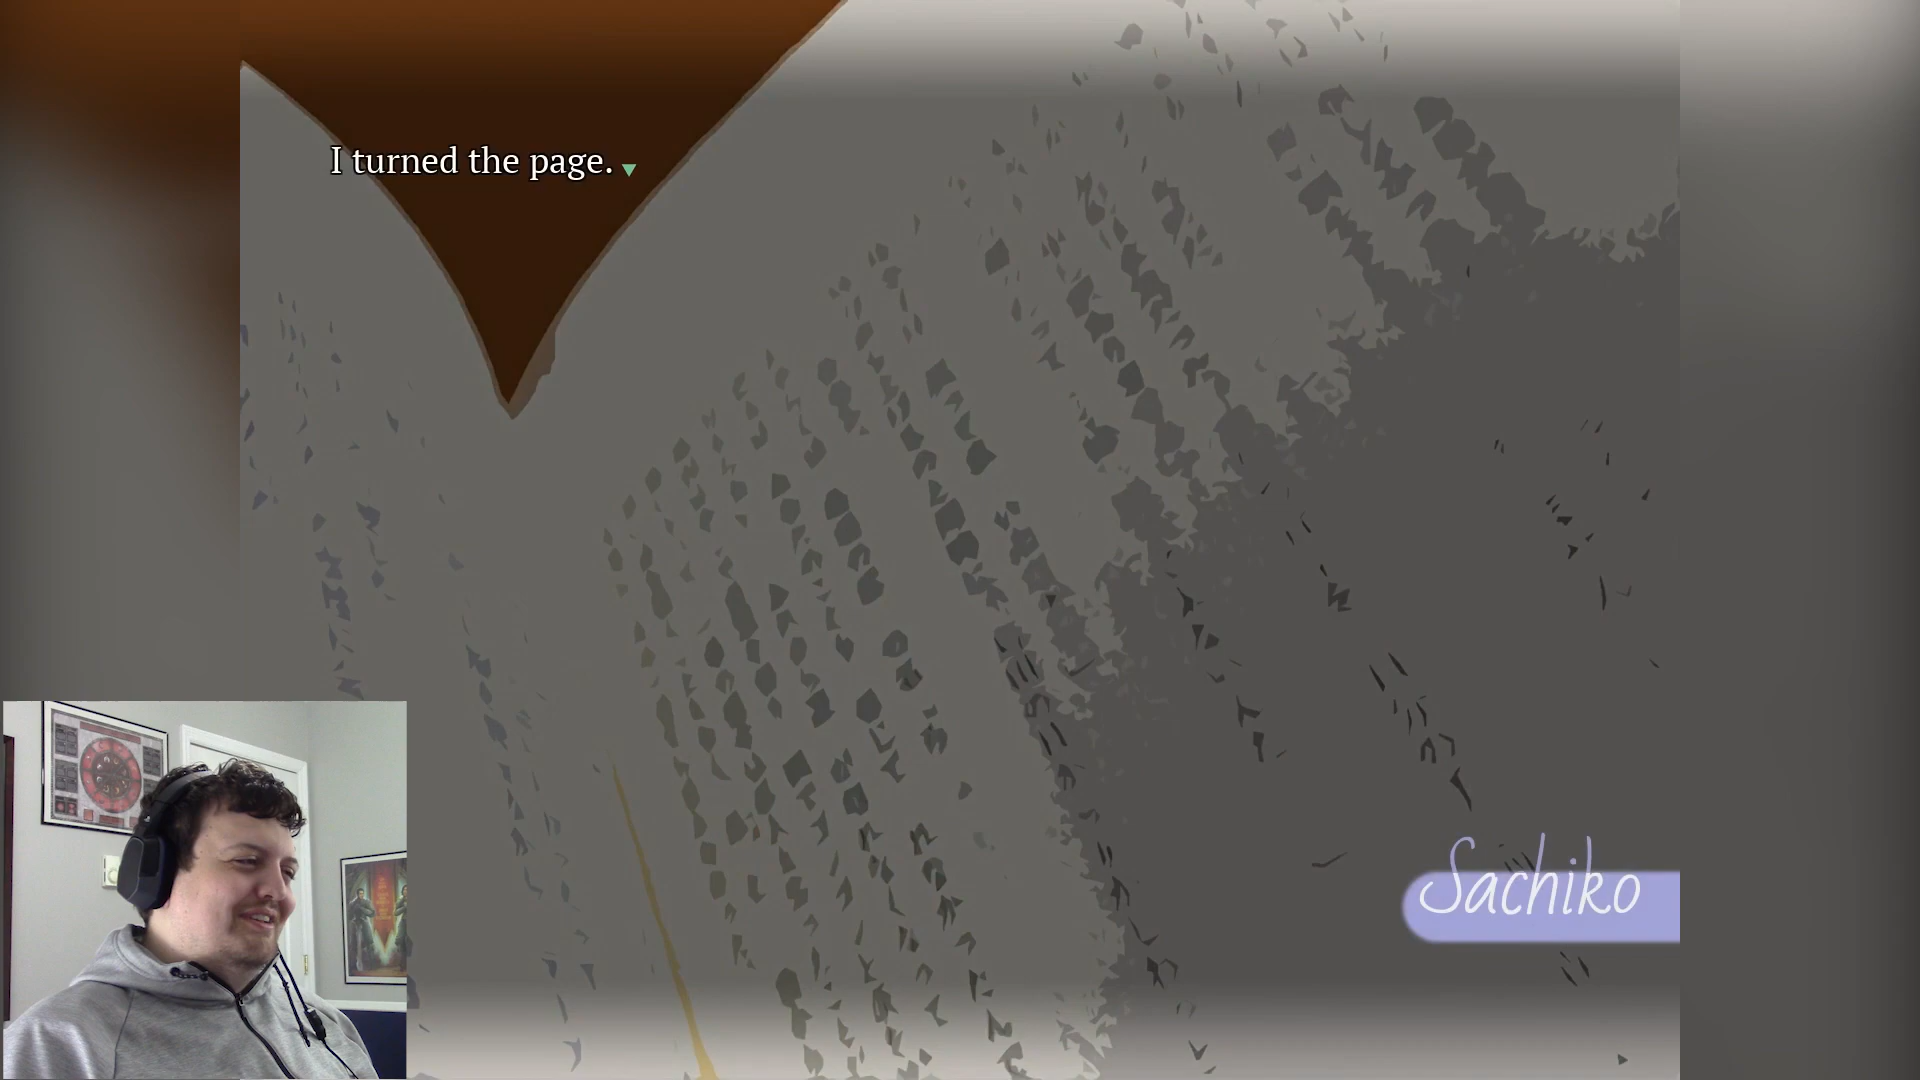 I turned the page.
Sachiko